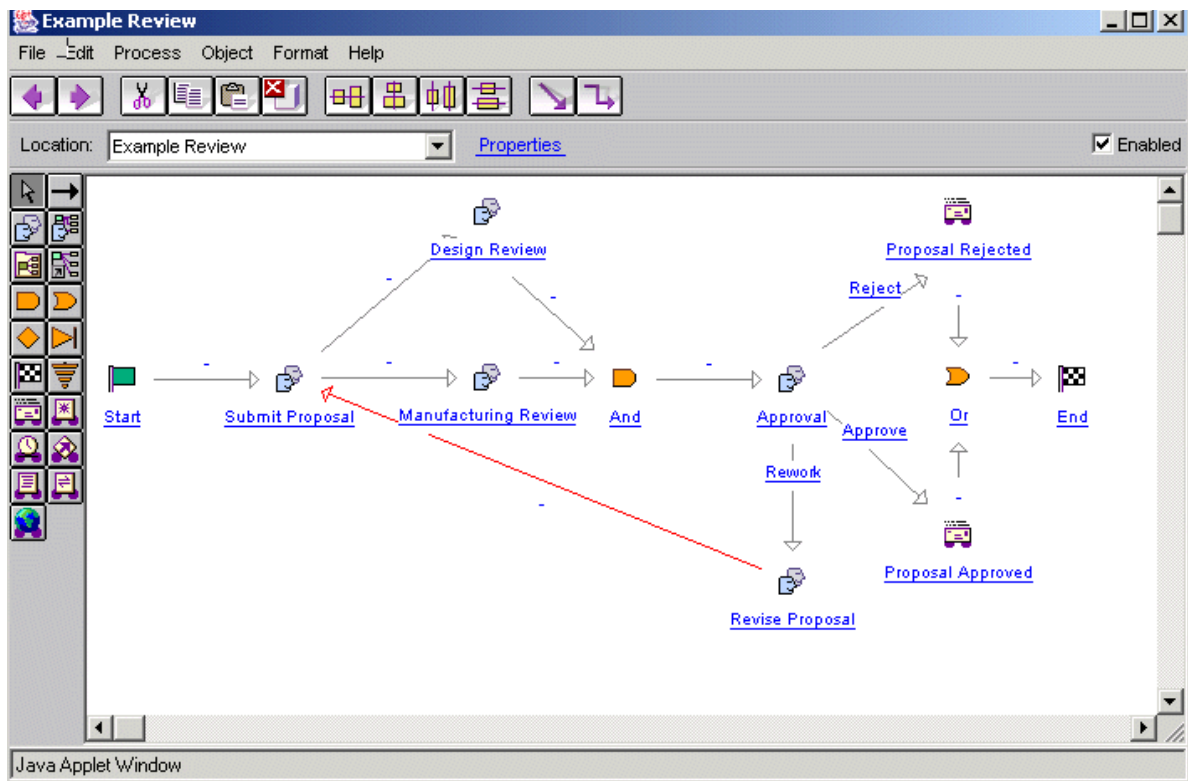 Example Review
File Edit Process Object Format Help
Location: Example Review Properties Enabled
Design Review
Proposal Rejected
-
Reject
-
-
-
-
-
-
-
Start
Submit Proposal
Manufacturing Review
And
Approval
Approve
Or
End
Rework
-
-
Proposal Approved
Revise Proposal
Java Applet Window